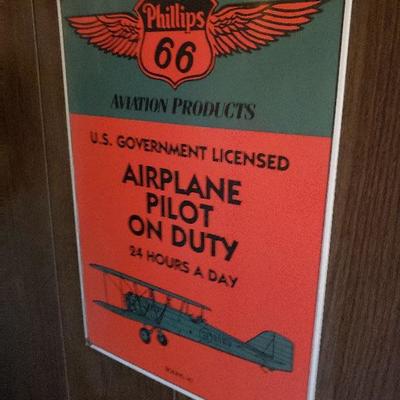 Phillips
66
AVIATION PRODUCTS
U.S. GOVERNMENT LICENSED
AIRPLANE
PILOT
ON DUTY
24 HOURS A DAY